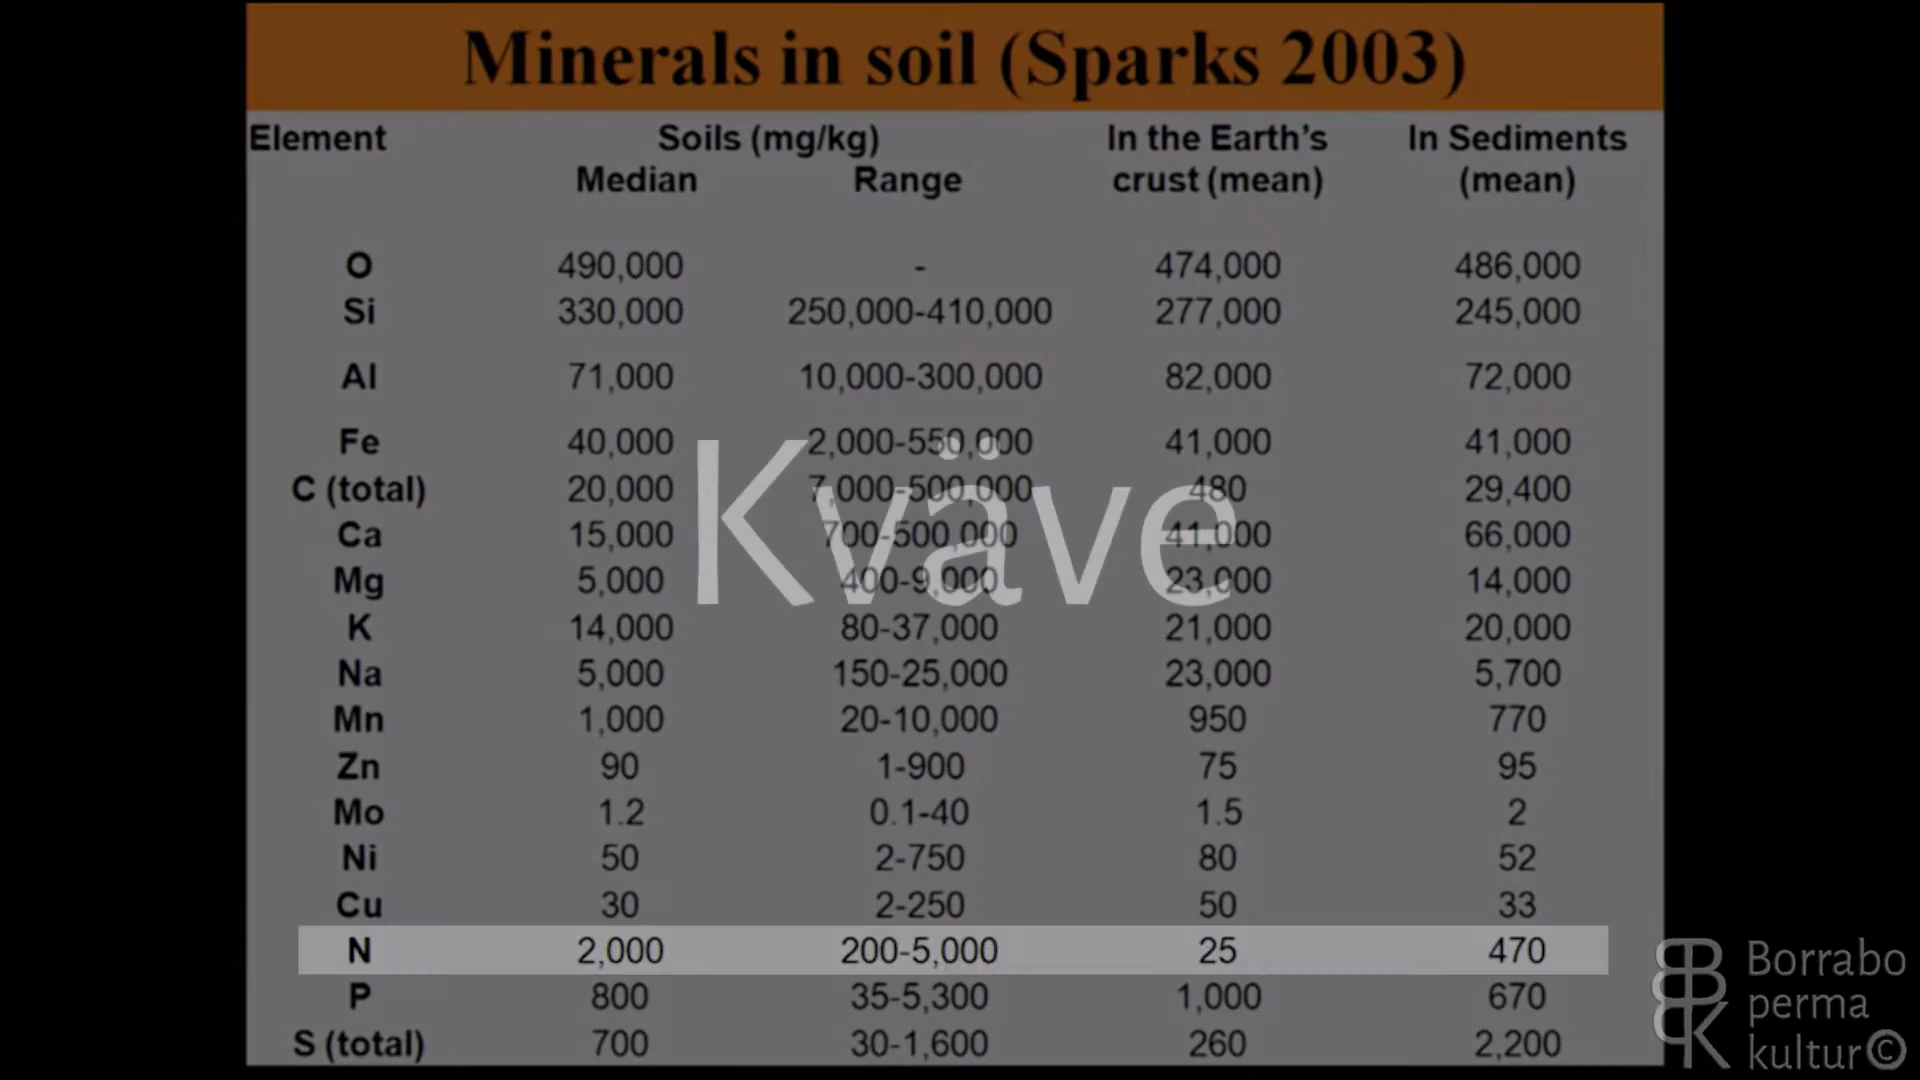 Minerals in soil (Sparks 2003)
Element Soils (mg/kg) In the Earth's In Sediments
Median Range crust (mean) (mean)
O 490,000 - 474,000 486,000
Si 330,000 250,000-410,000 277,000 245,000
Al 71,000 10,000-300,000 82,000 72,000
Fe 40,000 2,000-550,000 41,000 41,000
C (total) 20,000 7,000-500,000 480 29,400
Kväve
Ca 15,000 700-500,000 41,000 66,000
Mg 5,000 400-9,000 23,000 14,000
K 14,000 80-37,000 21,000 20,000
Na 5,000 150-25,000 23,000 5,700
Mn 1,000 20-10,000 950 770
Zn 90 1-900 75 95
Mo 1.2 0.1-40 1.5 2
Ni 50 2-750 80 52
Cu 30 2-250 50 33
N 2,000 200-5,000 25 470
P 800 35-5,300 1,000 670
S (total) 700 30-1,600 260 2,200
BPK
Borrabo
perma
kultur©